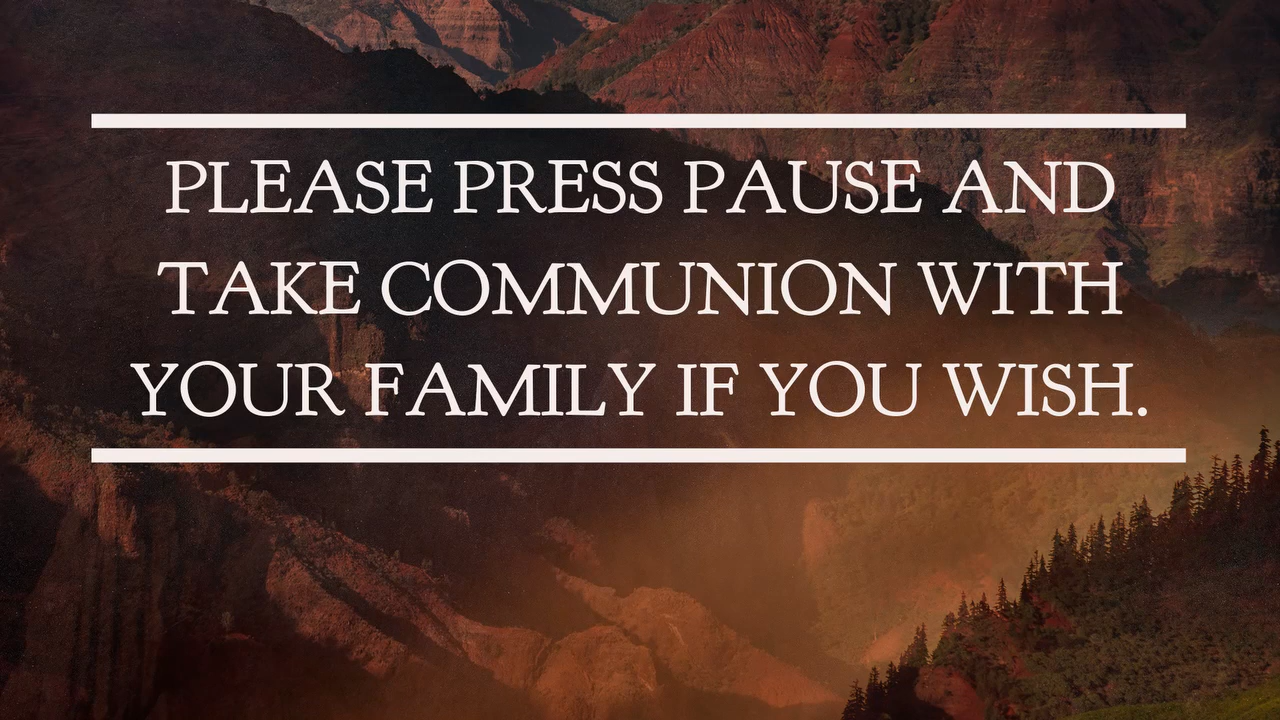 PLEASE PRESS PAUSE AND
TAKE COMMUNION WITH
YOUR FAMILY IF YOU WISH.